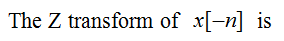 The Z transform of x[−n] is